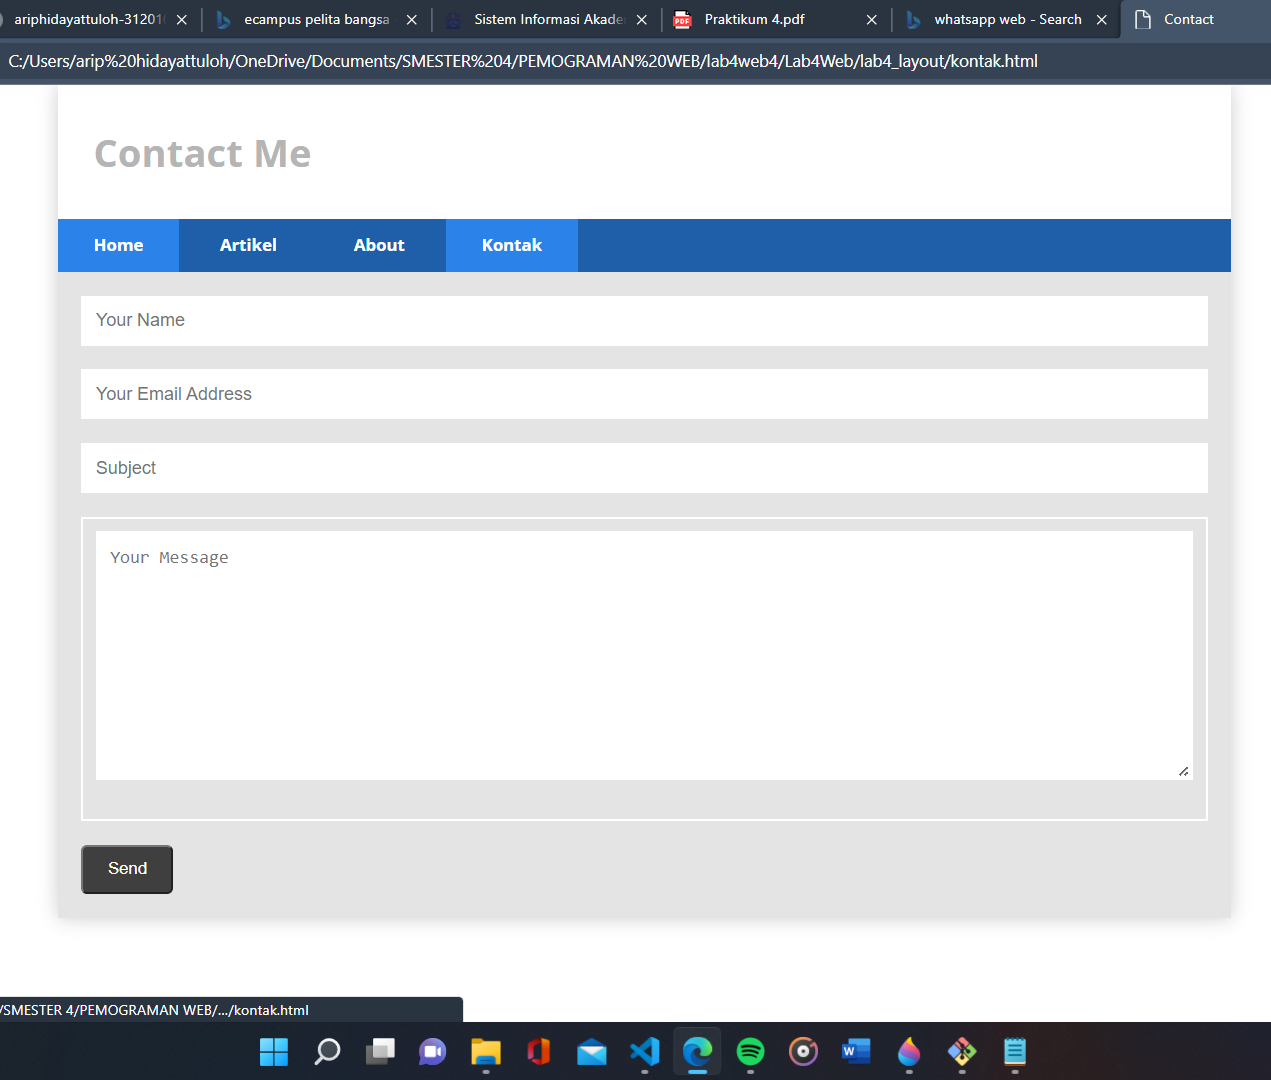 ariphidayattuloh-31201
ecampus pelita bangsa
Sistem Informasi Akade
Praktikum 4.pdf
whatsapp web - Search
Contact
C:/Users/arip%20hidayattuloh/OneDrive/Documents/SMESTER%204/PEMOGRAMAN%20WEB/lab4web4/Lab4Web/lab4_layout/kontak.html
Contact Me
Home Artikel About Kontak
Your Name
Your Email Address
Subject
Your Message
Send
/SMESTER 4/PEMOGRAMAN WEB/.../kontak.html